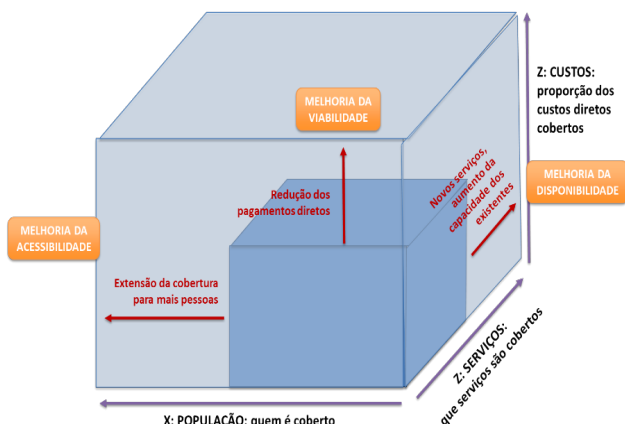 MELHORIA DA
VIABILIDADE
Z: CUSTOS:
proporção dos
custos diretos
cobertos
Redução dos
pagamentos diretos
Novos serviços,
aumento da
capacidade dos
existentes
MELHORIA DA
DISPONIBILIDADE
MELHORIA DA
ACESSIBILIDADE
Extensão da cobertura
para mais pessoas
Z: SERVIÇOS:
que serviços são cobertos
X: POPULAÇÃO: quem é coberto